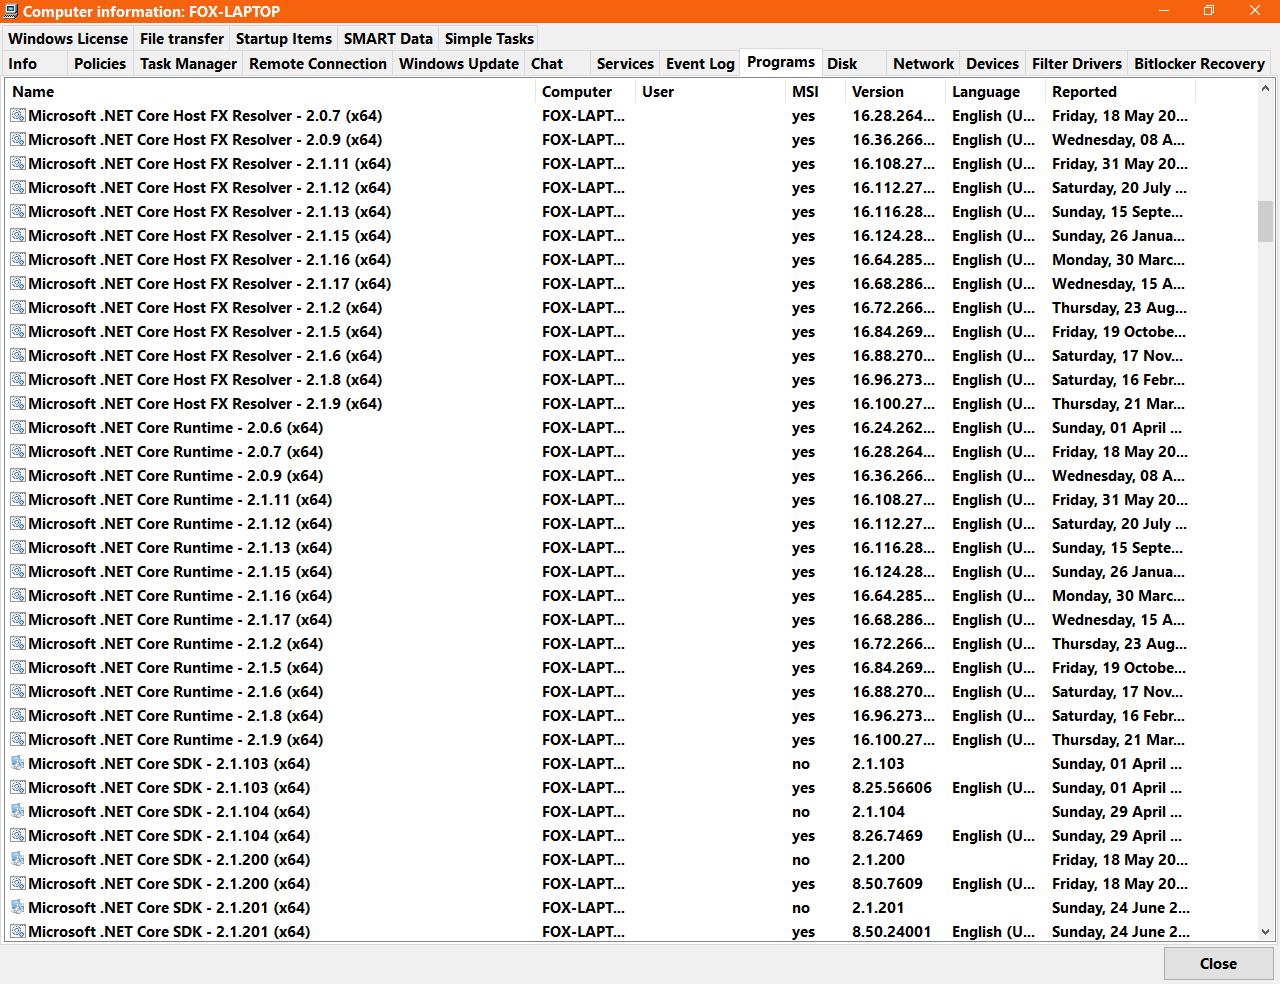 Computer information: FOX-LAPTOP
Windows License File transfer Startup Items SMART Data Simple Tasks
Info Policies Task Manager Remote Connection Windows Update Chat Services Event Log Programs Disk Network Devices Filter Drivers Bitlocker Recovery
Name Computer User MSI Version Language Reported
Microsoft .NET Core Host FX Resolver - 2.0.7 (x64) FOX-LAPT... yes 16.28.264... English (U... Friday, 18 May 20...
Microsoft .NET Core Host FX Resolver - 2.0.9 (x64) FOX-LAPT... yes 16.36.266... English (U... Wednesday, 08 A...
Microsoft .NET Core Host FX Resolver - 2.1.11 (x64) FOX-LAPT... yes 16.108.27... English (U... Friday, 31 May 20...
Microsoft .NET Core Host FX Resolver - 2.1.12 (x64) FOX-LAPT... yes 16.112.27... English (U... Saturday, 20 July ...
Microsoft .NET Core Host FX Resolver - 2.1.13 (x64) FOX-LAPT... yes 16.116.28... English (U... Sunday, 15 Septe...
Microsoft .NET Core Host FX Resolver - 2.1.15 (x64) FOX-LAPT... yes 16.124.28... English (U... Sunday, 26 Janua...
Microsoft .NET Core Host FX Resolver - 2.1.16 (x64) FOX-LAPT... yes 16.64.285... English (U... Monday, 30 Marc...
Microsoft .NET Core Host FX Resolver - 2.1.17 (x64) FOX-LAPT... yes 16.68.286... English (U... Wednesday, 15 A...
Microsoft .NET Core Host FX Resolver - 2.1.2 (x64) FOX-LAPT... yes 16.72.266... English (U... Thursday, 23 Aug...
Microsoft .NET Core Host FX Resolver - 2.1.5 (x64) FOX-LAPT... yes 16.84.269... English (U... Friday, 19 Octobe...
Microsoft .NET Core Host FX Resolver - 2.1.6 (x64) FOX-LAPT... yes 16.88.270... English (U... Saturday, 17 Nov...
Microsoft .NET Core Host FX Resolver - 2.1.8 (x64) FOX-LAPT... yes 16.96.273... English (U... Saturday, 16 Febr...
Microsoft .NET Core Host FX Resolver - 2.1.9 (x64) FOX-LAPT... yes 16.100.27... English (U... Thursday, 21 Mar...
Microsoft .NET Core Runtime - 2.0.6 (x64) FOX-LAPT... yes 16.24.262... English (U... Sunday, 01 April ...
Microsoft .NET Core Runtime - 2.0.7 (x64) FOX-LAPT... yes 16.28.264... English (U... Friday, 18 May 20...
Microsoft .NET Core Runtime - 2.0.9 (x64) FOX-LAPT... yes 16.36.266... English (U... Wednesday, 08 A...
Microsoft .NET Core Runtime - 2.1.11 (x64) FOX-LAPT... yes 16.108.27... English (U... Friday, 31 May 20...
Microsoft .NET Core Runtime - 2.1.12 (x64) FOX-LAPT... yes 16.112.27... English (U... Saturday, 20 July ...
Microsoft .NET Core Runtime - 2.1.13 (x64) FOX-LAPT... yes 16.116.28... English (U... Sunday, 15 Septe...
Microsoft .NET Core Runtime - 2.1.15 (x64) FOX-LAPT... yes 16.124.28... English (U... Sunday, 26 Janua...
Microsoft .NET Core Runtime - 2.1.16 (x64) FOX-LAPT... yes 16.64.285... English (U... Monday, 30 Marc...
Microsoft .NET Core Runtime - 2.1.17 (x64) FOX-LAPT... yes 16.68.286... English (U... Wednesday, 15 A...
Microsoft .NET Core Runtime - 2.1.2 (x64) FOX-LAPT... yes 16.72.266... English (U... Thursday, 23 Aug...
Microsoft .NET Core Runtime - 2.1.5 (x64) FOX-LAPT... yes 16.84.269... English (U... Friday, 19 Octobe...
Microsoft .NET Core Runtime - 2.1.6 (x64) FOX-LAPT... yes 16.88.270... English (U... Saturday, 17 Nov...
Microsoft .NET Core Runtime - 2.1.8 (x64) FOX-LAPT... yes 16.96.273... English (U... Saturday, 16 Febr...
Microsoft .NET Core Runtime - 2.1.9 (x64) FOX-LAPT... yes 16.100.27... English (U... Thursday, 21 Mar...
Microsoft .NET Core SDK - 2.1.103 (x64) FOX-LAPT... no 2.1.103 Sunday, 01 April ...
Microsoft .NET Core SDK - 2.1.103 (x64) FOX-LAPT... yes 8.25.56606 English (U... Sunday, 01 April ...
Microsoft .NET Core SDK - 2.1.104 (x64) FOX-LAPT... no 2.1.104 Sunday, 29 April ...
Microsoft .NET Core SDK - 2.1.104 (x64) FOX-LAPT... yes 8.26.7469 English (U... Sunday, 29 April ...
Microsoft .NET Core SDK - 2.1.200 (x64) FOX-LAPT... no 2.1.200 Friday, 18 May 20...
Microsoft .NET Core SDK - 2.1.200 (x64) FOX-LAPT... yes 8.50.7609 English (U... Friday, 18 May 20...
Microsoft .NET Core SDK - 2.1.201 (x64) FOX-LAPT... no 2.1.201 Sunday, 24 June 2...
Microsoft .NET Core SDK - 2.1.201 (x64) FOX-LAPT... yes 8.50.24001 English (U... Sunday, 24 June 2...
Close